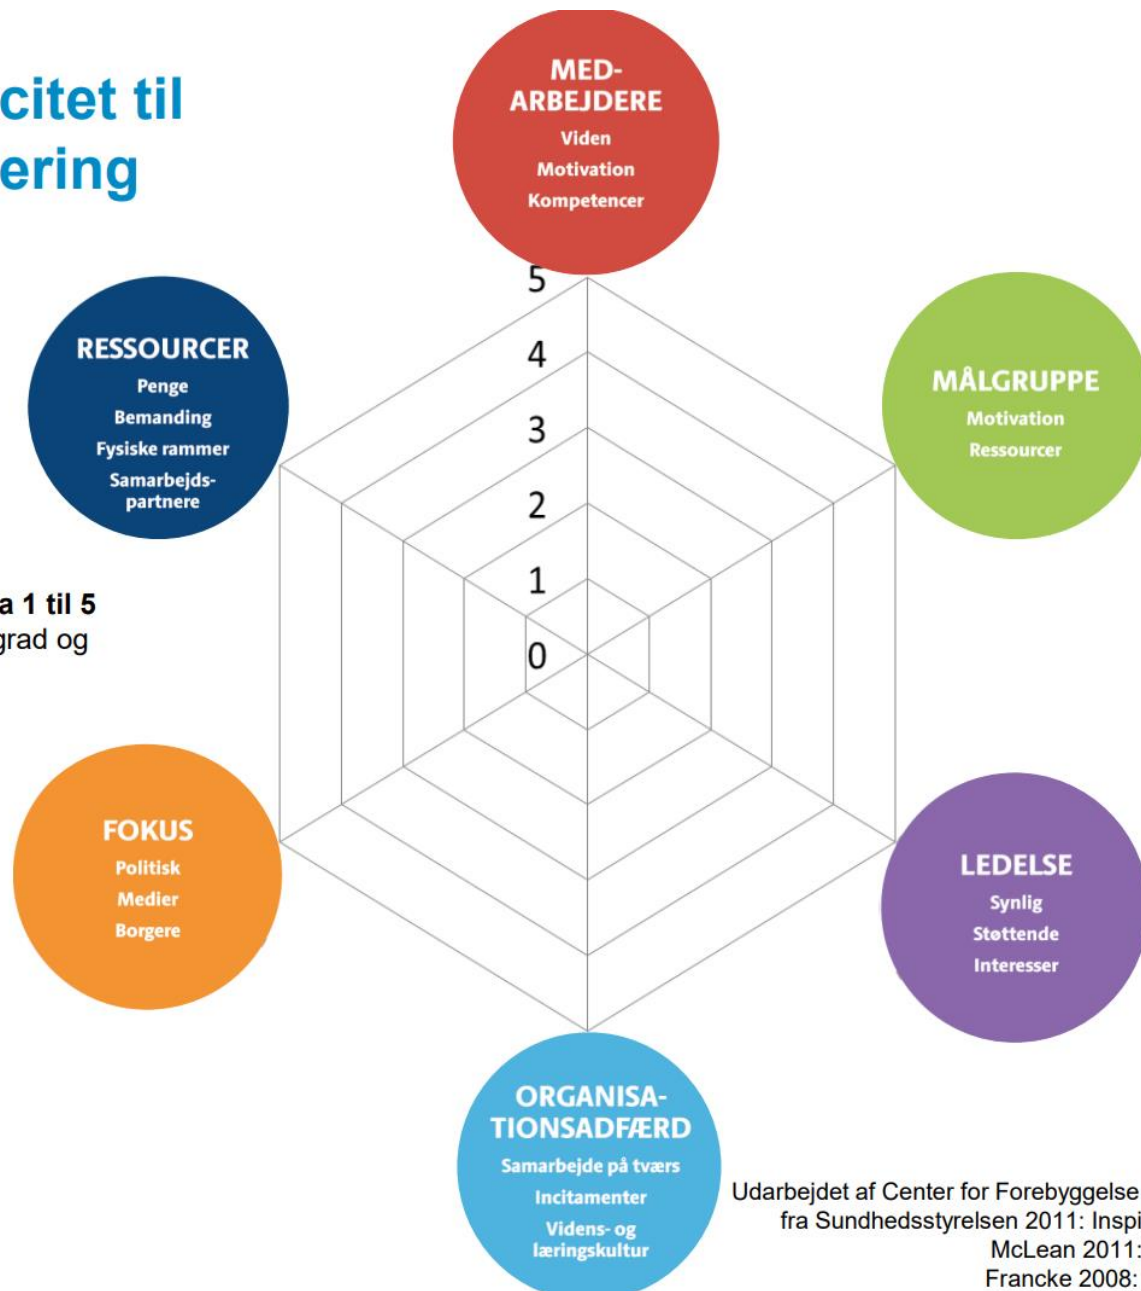 citet til
ering
MED-
ARBEJDERE
Viden
Motivation
Kompetencer
RESSOURCER
Penge
Bemanding
Fysiske rammer
Samarbejds-
partnere
MÅLGRUPPE
Motivation
Ressourcer
5
4
3
2
1
0
a 1 til 5
grad og
FOKUS
Politisk
Medier
Borgere
LEDELSE
Synlig
Støttende
Interesser
ORGANISA-
TIONSADFÆRD
Samarbejde på tværs
Incitamenter
Videns- og
læringskultur
Udarbejdet af Center for Forebyggelse
fra Sundhedsstyrelsen 2011: Inspi
McLean 2011:
Francke 2008: